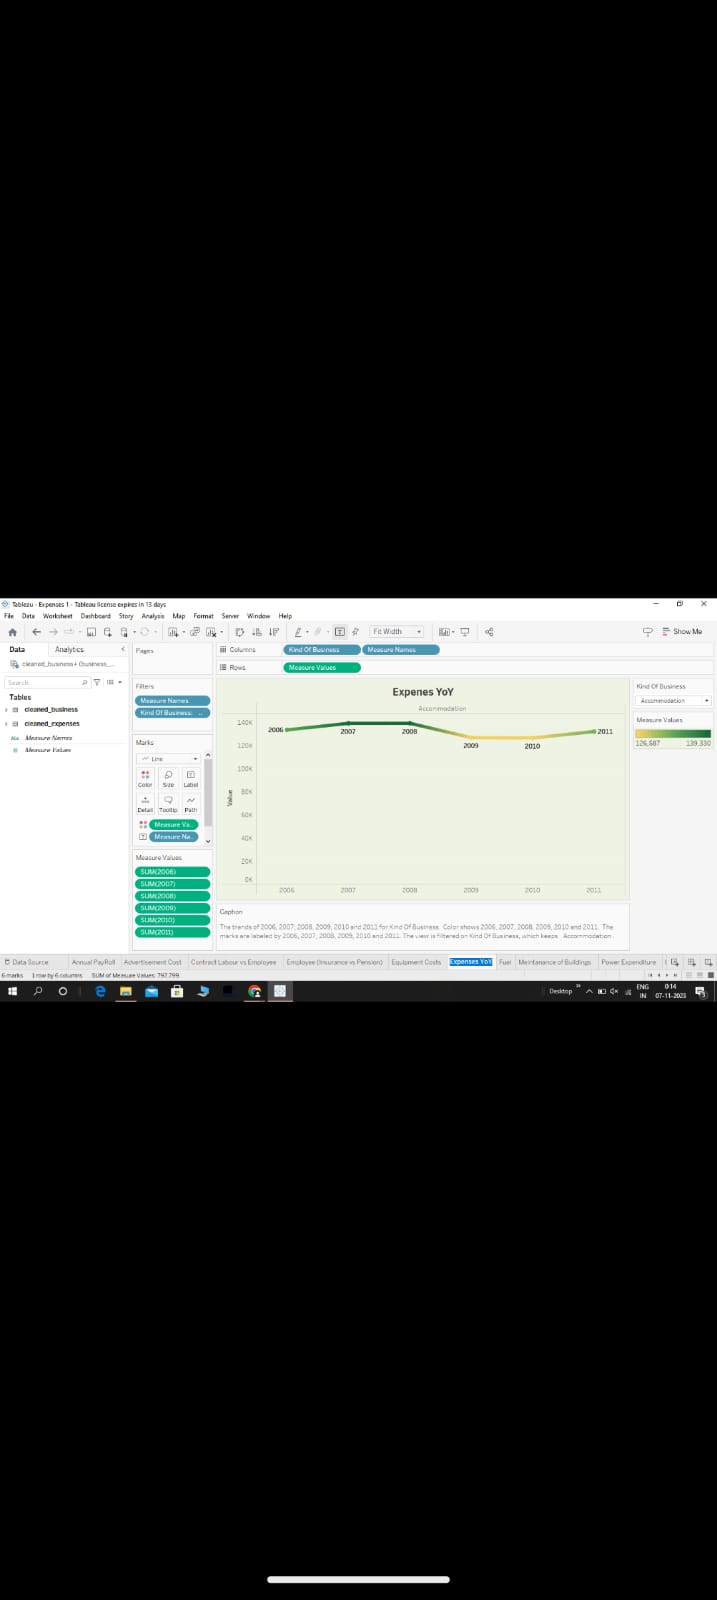 Tableau - Expenses 1 - Tableau license expires in 13 days
File Data Worksheet Dashboard Story Analysis Map Format Server Window Help
Fit Width
Show Me
Data Analytics
cleaned_business+ (business_...
Search
Tables
cleaned_business
cleaned_expenses
Abc Measure Names
Measure Values
Pages
Filters
Measure Names
Kind Of Business: ...
Marks
Line
Color Size Label
Detail Tooltip Path
Measure Va..
Measure Na..
Measure Values
SUM(2006)
SUM(2007)
SUM(2008)
SUM(2009)
SUM(2010)
SUM(2011)
Columns Kind Of Business Measure Names
Rows Measure Values
Expenes YoY
Accommodation
140K
120K
100K
80K
60K
40K
20K
0K
Value
2006
2007
2008
2009
2010
2011
2006 2007 2008 2009 2010 2011
Kind Of Business
Accommodation
Measure Values
126,687 139,330
Caption
The trends of 2006, 2007, 2008, 2009, 2010 and 2011 for Kind Of Business. Color shows 2006, 2007, 2008, 2009, 2010 and 2011. The
marks are labeled by 2006, 2007, 2008, 2009, 2010 and 2011. The view is filtered on Kind Of Business, which keeps Accommodation.
Data Source Annual PayRoll Advertisement Cost Contract Labour vs Employee Employee (Insurance vs Pension) Equipment Costs Expenses YoY Fuel Meintanance of Buildings Power Expenditure
6 marks 1 row by 6 columns SUM of Measure Values: 797,799
Desktop
ENG
IN
0:14
07-11-2023
3